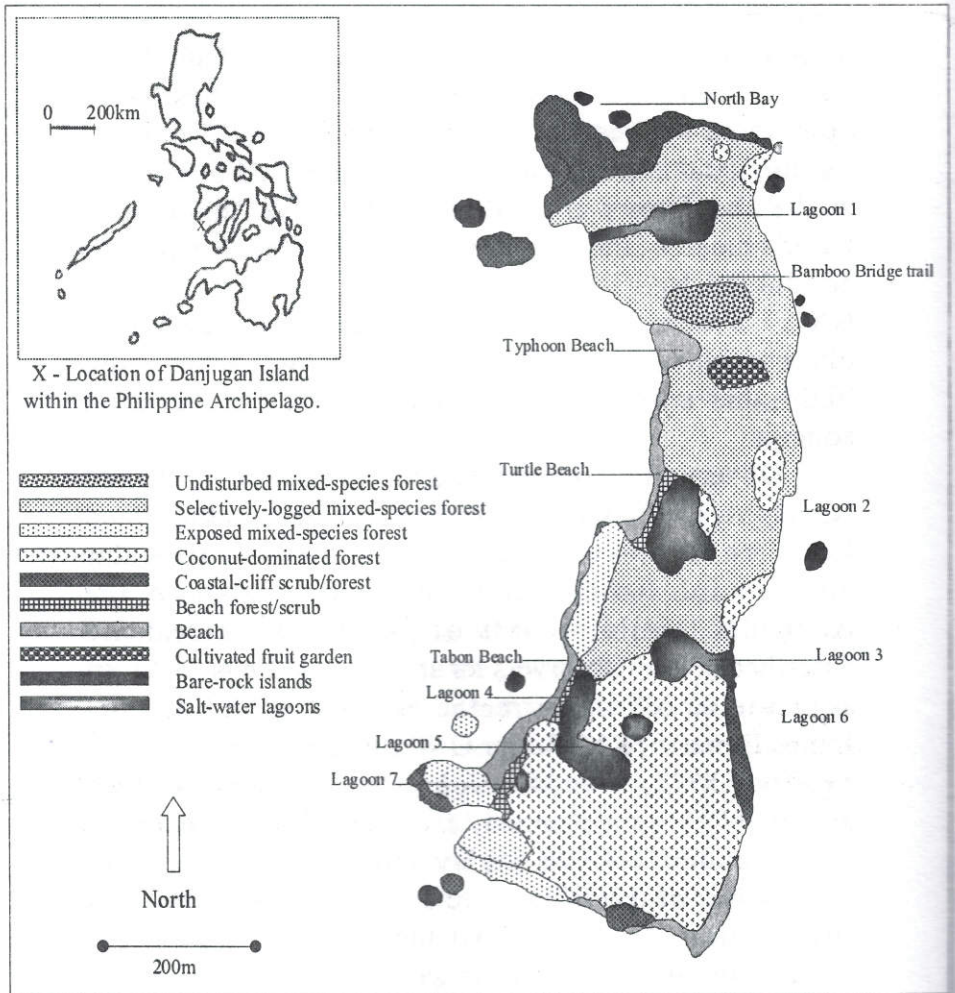 0 200km
X - Location of Danjugan Island
within the Philippine Archipelago.
North Bay
Lagoon 1
Bamboo Bridge trail
Typhoon Beach
Turtle Beach
Lagoon 2
Lagoon 3
Tabon Beach
Lagoon 4
Lagoon 6
Lagoon 5
Lagoon 7
Undisturbed mixed-species forest
Selectively-logged mixed-species forest
Exposed mixed-species forest
Coconut-dominated forest
Coastal-cliff scrub/forest
Beach forest/scrub
Beach
Cultivated fruit garden
Bare-rock islands
Salt-water lagoons
North
200m